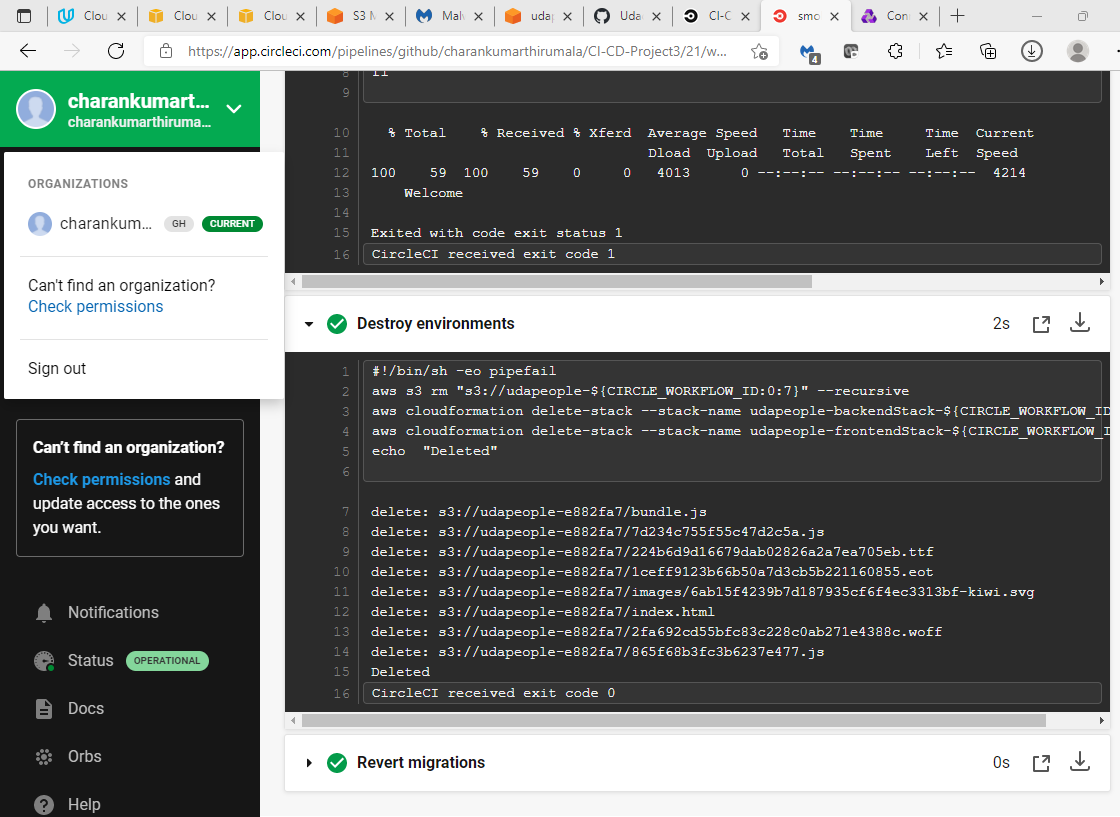 Clou
Clou
Clou
S3 M
Malv
udap
Uda
CI-C
smo
Conn
https://app.circleci.com/pipelines/github/charankumarthirumala/CI-CD-Project3/21/w...
4
charankumart...
charankumarthiruma...
ORGANIZATIONS
charankum... GH CURRENT
Can't find an organization?
Check permissions
Sign out
Can't find an organization?
Check permissions and
update access to the ones
you want.
Notifications
Status OPERATIONAL
Docs
Orbs
Help
8
9
10 % Total % Received % Xferd Average Speed Time Time Time Current
11 Dload Upload Total Spent Left Speed
12 100 59 100 59 0 0 4013 0 --:--:-- --:--:-- --:--:-- 4214
13 Welcome
14
15 Exited with code exit status 1
16 CircleCI received exit code 1
Destroy environments 2s
1 #!/bin/sh -eo pipefail
2 aws s3 rm "s3://udapeople-${CIRCLE_WORKFLOW_ID:0:7}" --recursive
3 aws cloudformation delete-stack --stack-name udapeople-backendStack-${CIRCLE_WORKFLOW_ID
4 aws cloudformation delete-stack --stack-name udapeople-frontendStack-${CIRCLE_WORKFLOW_I
5 echo "Deleted"
6
7 delete: s3://udapeople-e882fa7/bundle.js
8 delete: s3://udapeople-e882fa7/7d234c755f55c47d2c5a.js
9 delete: s3://udapeople-e882fa7/224b6d9d16679dab02826a2a7ea705eb.ttf
10 delete: s3://udapeople-e882fa7/1ceff9123b66b50a7d3cb5b221160855.eot
11 delete: s3://udapeople-e882fa7/images/6ab15f4239b7d187935cf6f4ec3313bf-kiwi.svg
12 delete: s3://udapeople-e882fa7/index.html
13 delete: s3://udapeople-e882fa7/2fa692cd55bfc83c228c0ab271e4388c.woff
14 delete: s3://udapeople-e882fa7/865f68b3fc3b6237e477.js
15 Deleted
16 CircleCI received exit code 0
Revert migrations 0s